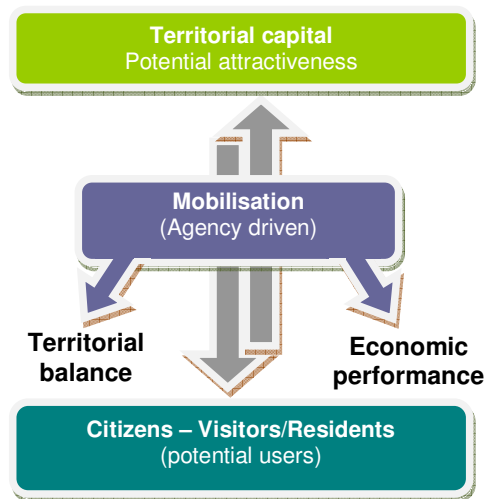 Territorial capital
Potential attractiveness
Mobilisation
(Agency driven)
Territorial
balance
Economic
performance
Citizens – Visitors/Residents
(potential users)